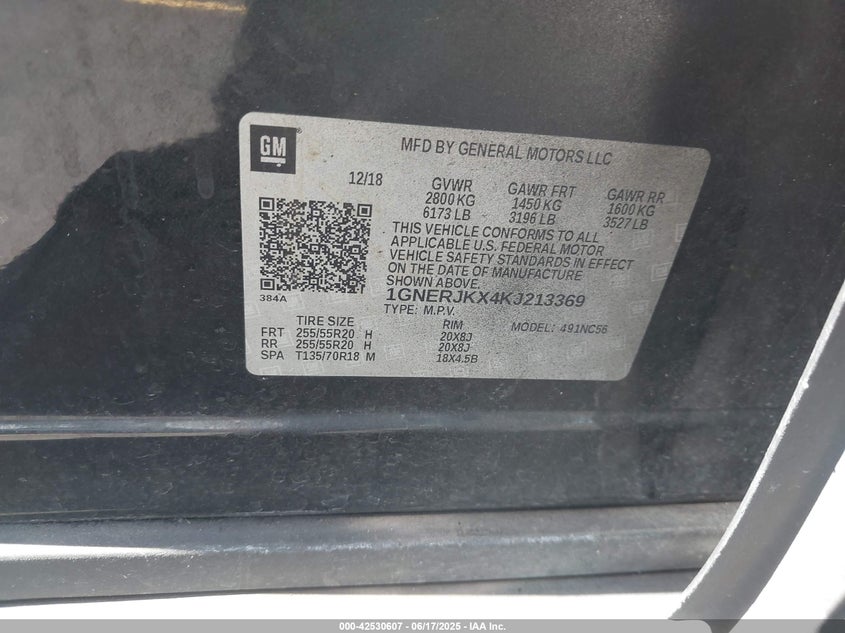 GM
MFD BY GENERAL MOTORS LLC
12/18
GVWR GAWR FRT GAWR RR
2800 KG 1450 KG 1600 KG
6173 LB 3196 LB 3527 LB
THIS VEHICLE CONFORMS TO ALL
APPLICABLE U.S. FEDERAL MOTOR
VEHICLE SAFETY STANDARDS IN EFFECT
ON THE DATE OF MANUFACTURE
SHOWN ABOVE.
384A
1GNERJKX4KJ213369
TYPE: M.P.V.
TIRE SIZE RIM MODEL: 491NC56
FRT 255/55R20 H 20X8J
RR 255/55R20 H 20X8J
SPA T135/70R18 M 18X4.5B
000-42530607 - 06/17/2025 - IAA Inc.